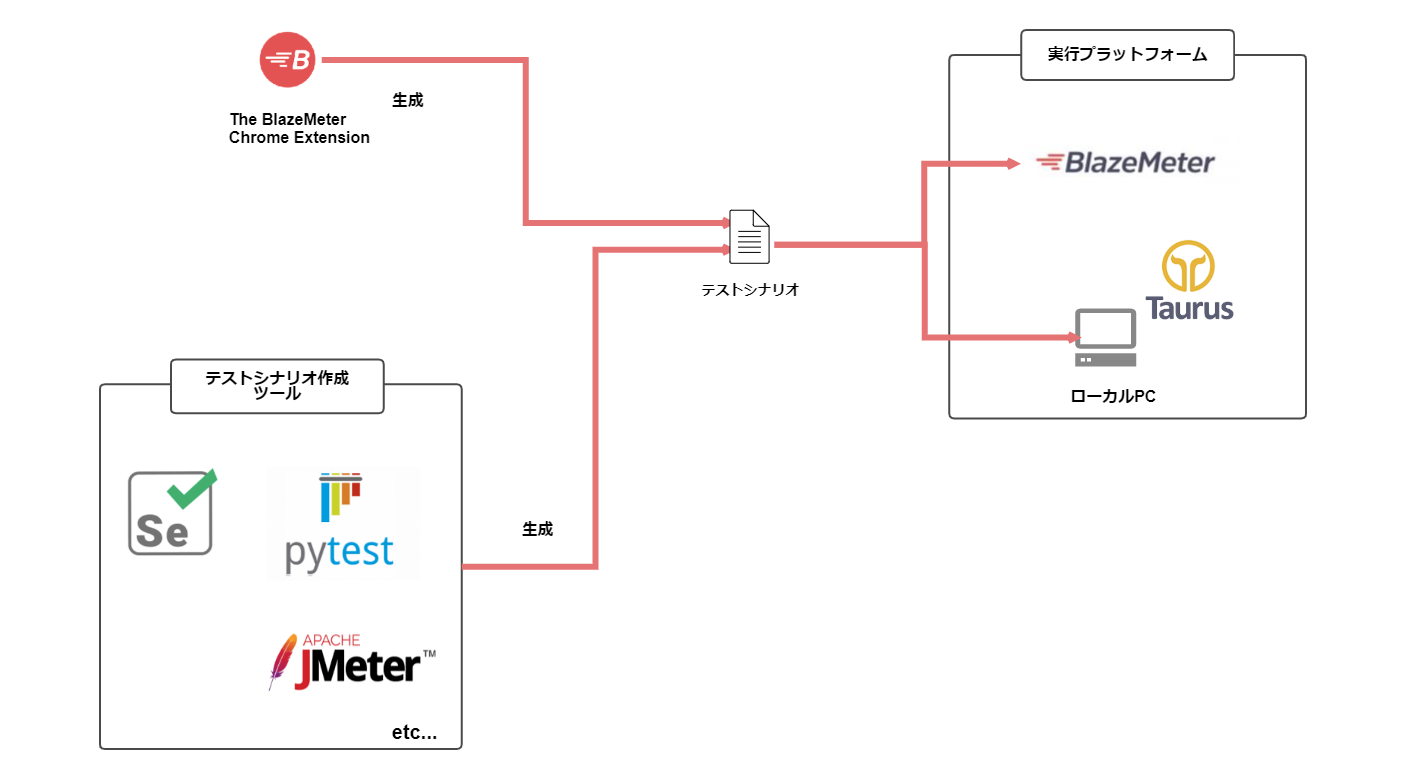 B
The BlazeMeter
Chrome Extension
生成
実行プラットフォーム
BlazeMeter
テストシナリオ
Taurus
ローカルPC
テストシナリオ作成
ツール
Se
pytest
生成
APACHE
JMeter™
etc...